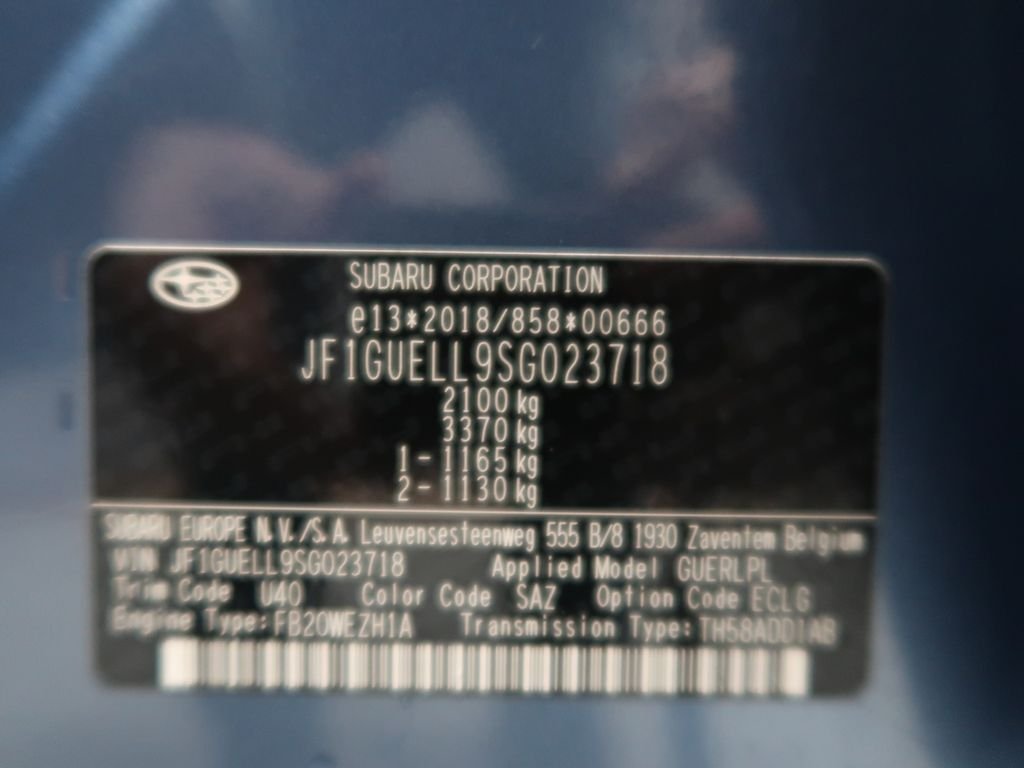 SUBARU CORPORATION
e13*2018/858*00666
JF1GUELL9SG023718
2100 kg
3370 kg
1 - 1165 kg
2 - 1130 kg
SUBARU EUROPE N.V./S.A. Leuvensesteenweg 555 B/8 1930 Zaventem Belgium
VIN JF1GUELL9SG023718 Applied Model GUERLPL
Trim Code U40 Color Code SAZ Option Code ECLG
Engine Type:FB20WEZH1A Transmission Type:TH58ADD1AB